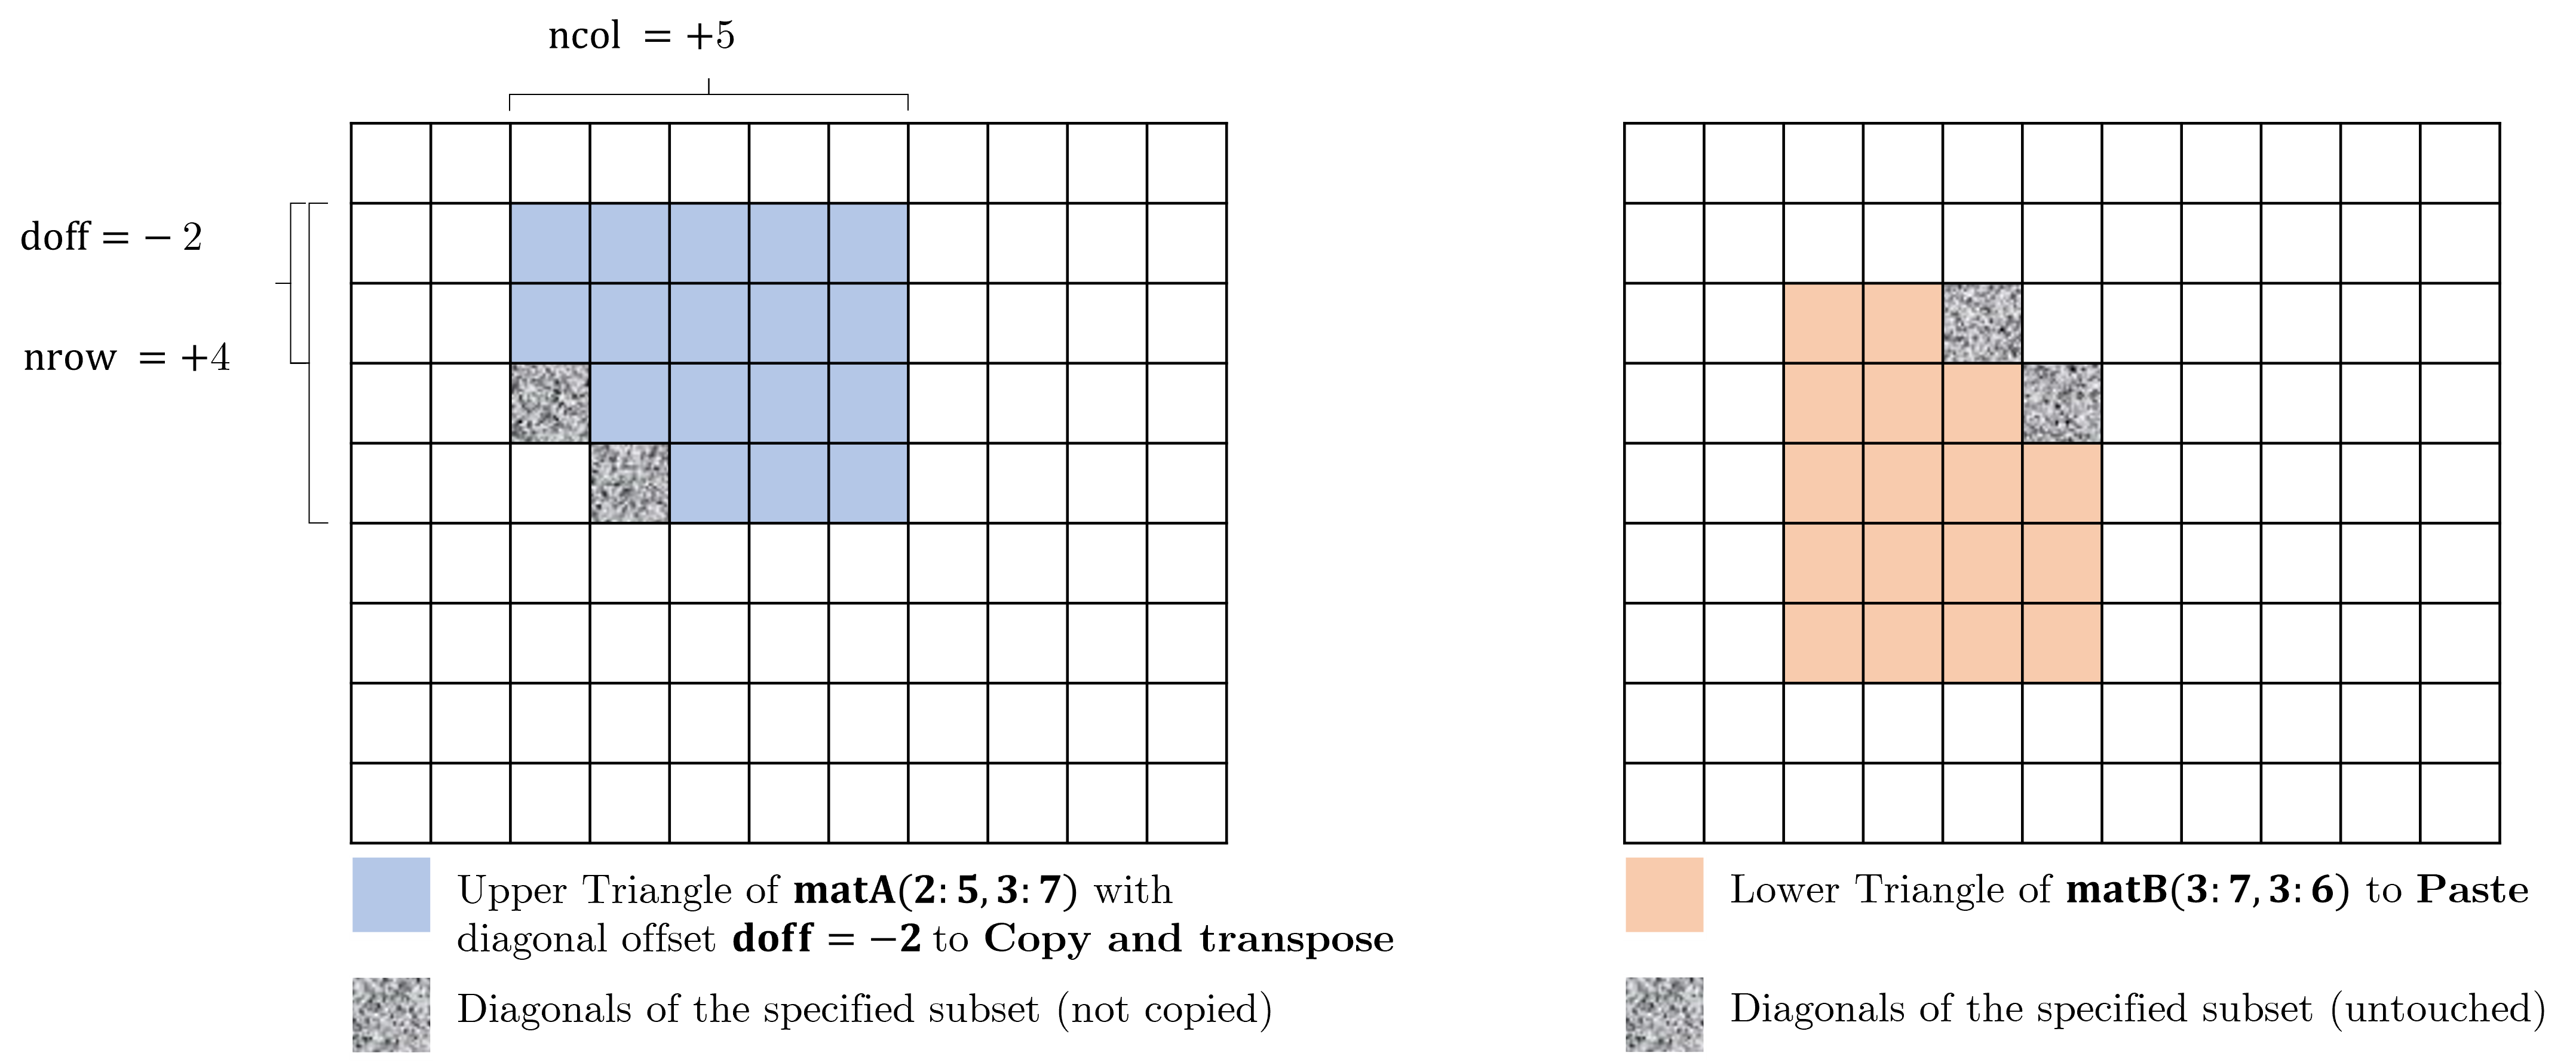 ncol = +5
doff = − 2
nrow = +4
Upper Triangle of matA(2: 5, 3: 7) with
diagonal offset doff = −2 to Copy and transpose
Diagonals of the specified subset (not copied)
Lower Triangle of matB(3: 7, 3: 6) to Paste
Diagonals of the specified subset (untouched)